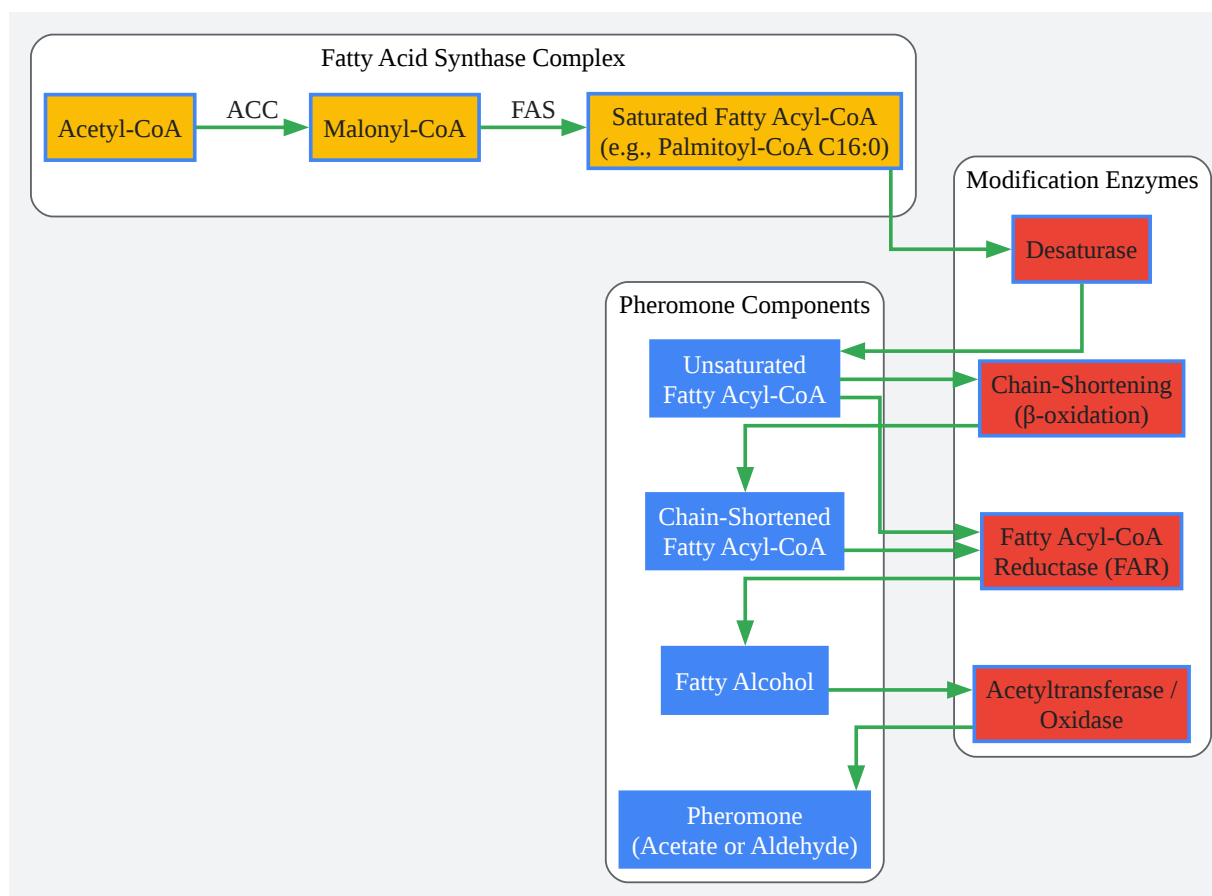 Fatty Acid Synthase Complex
Acetyl-CoA
ACC
Malonyl-CoA
FAS
Saturated Fatty Acyl-CoA
(e.g., Palmitoyl-CoA C16:0)
Modification Enzymes
Desaturase
Pheromone Components
Unsaturated
Fatty Acyl-CoA
Chain-Shortening
(β-oxidation)
Chain-Shortened
Fatty Acyl-CoA
Fatty Acyl-CoA
Reductase (FAR)
Fatty Alcohol
Acetyltransferase /
Oxidase
Pheromone
(Acetate or Aldehyde)